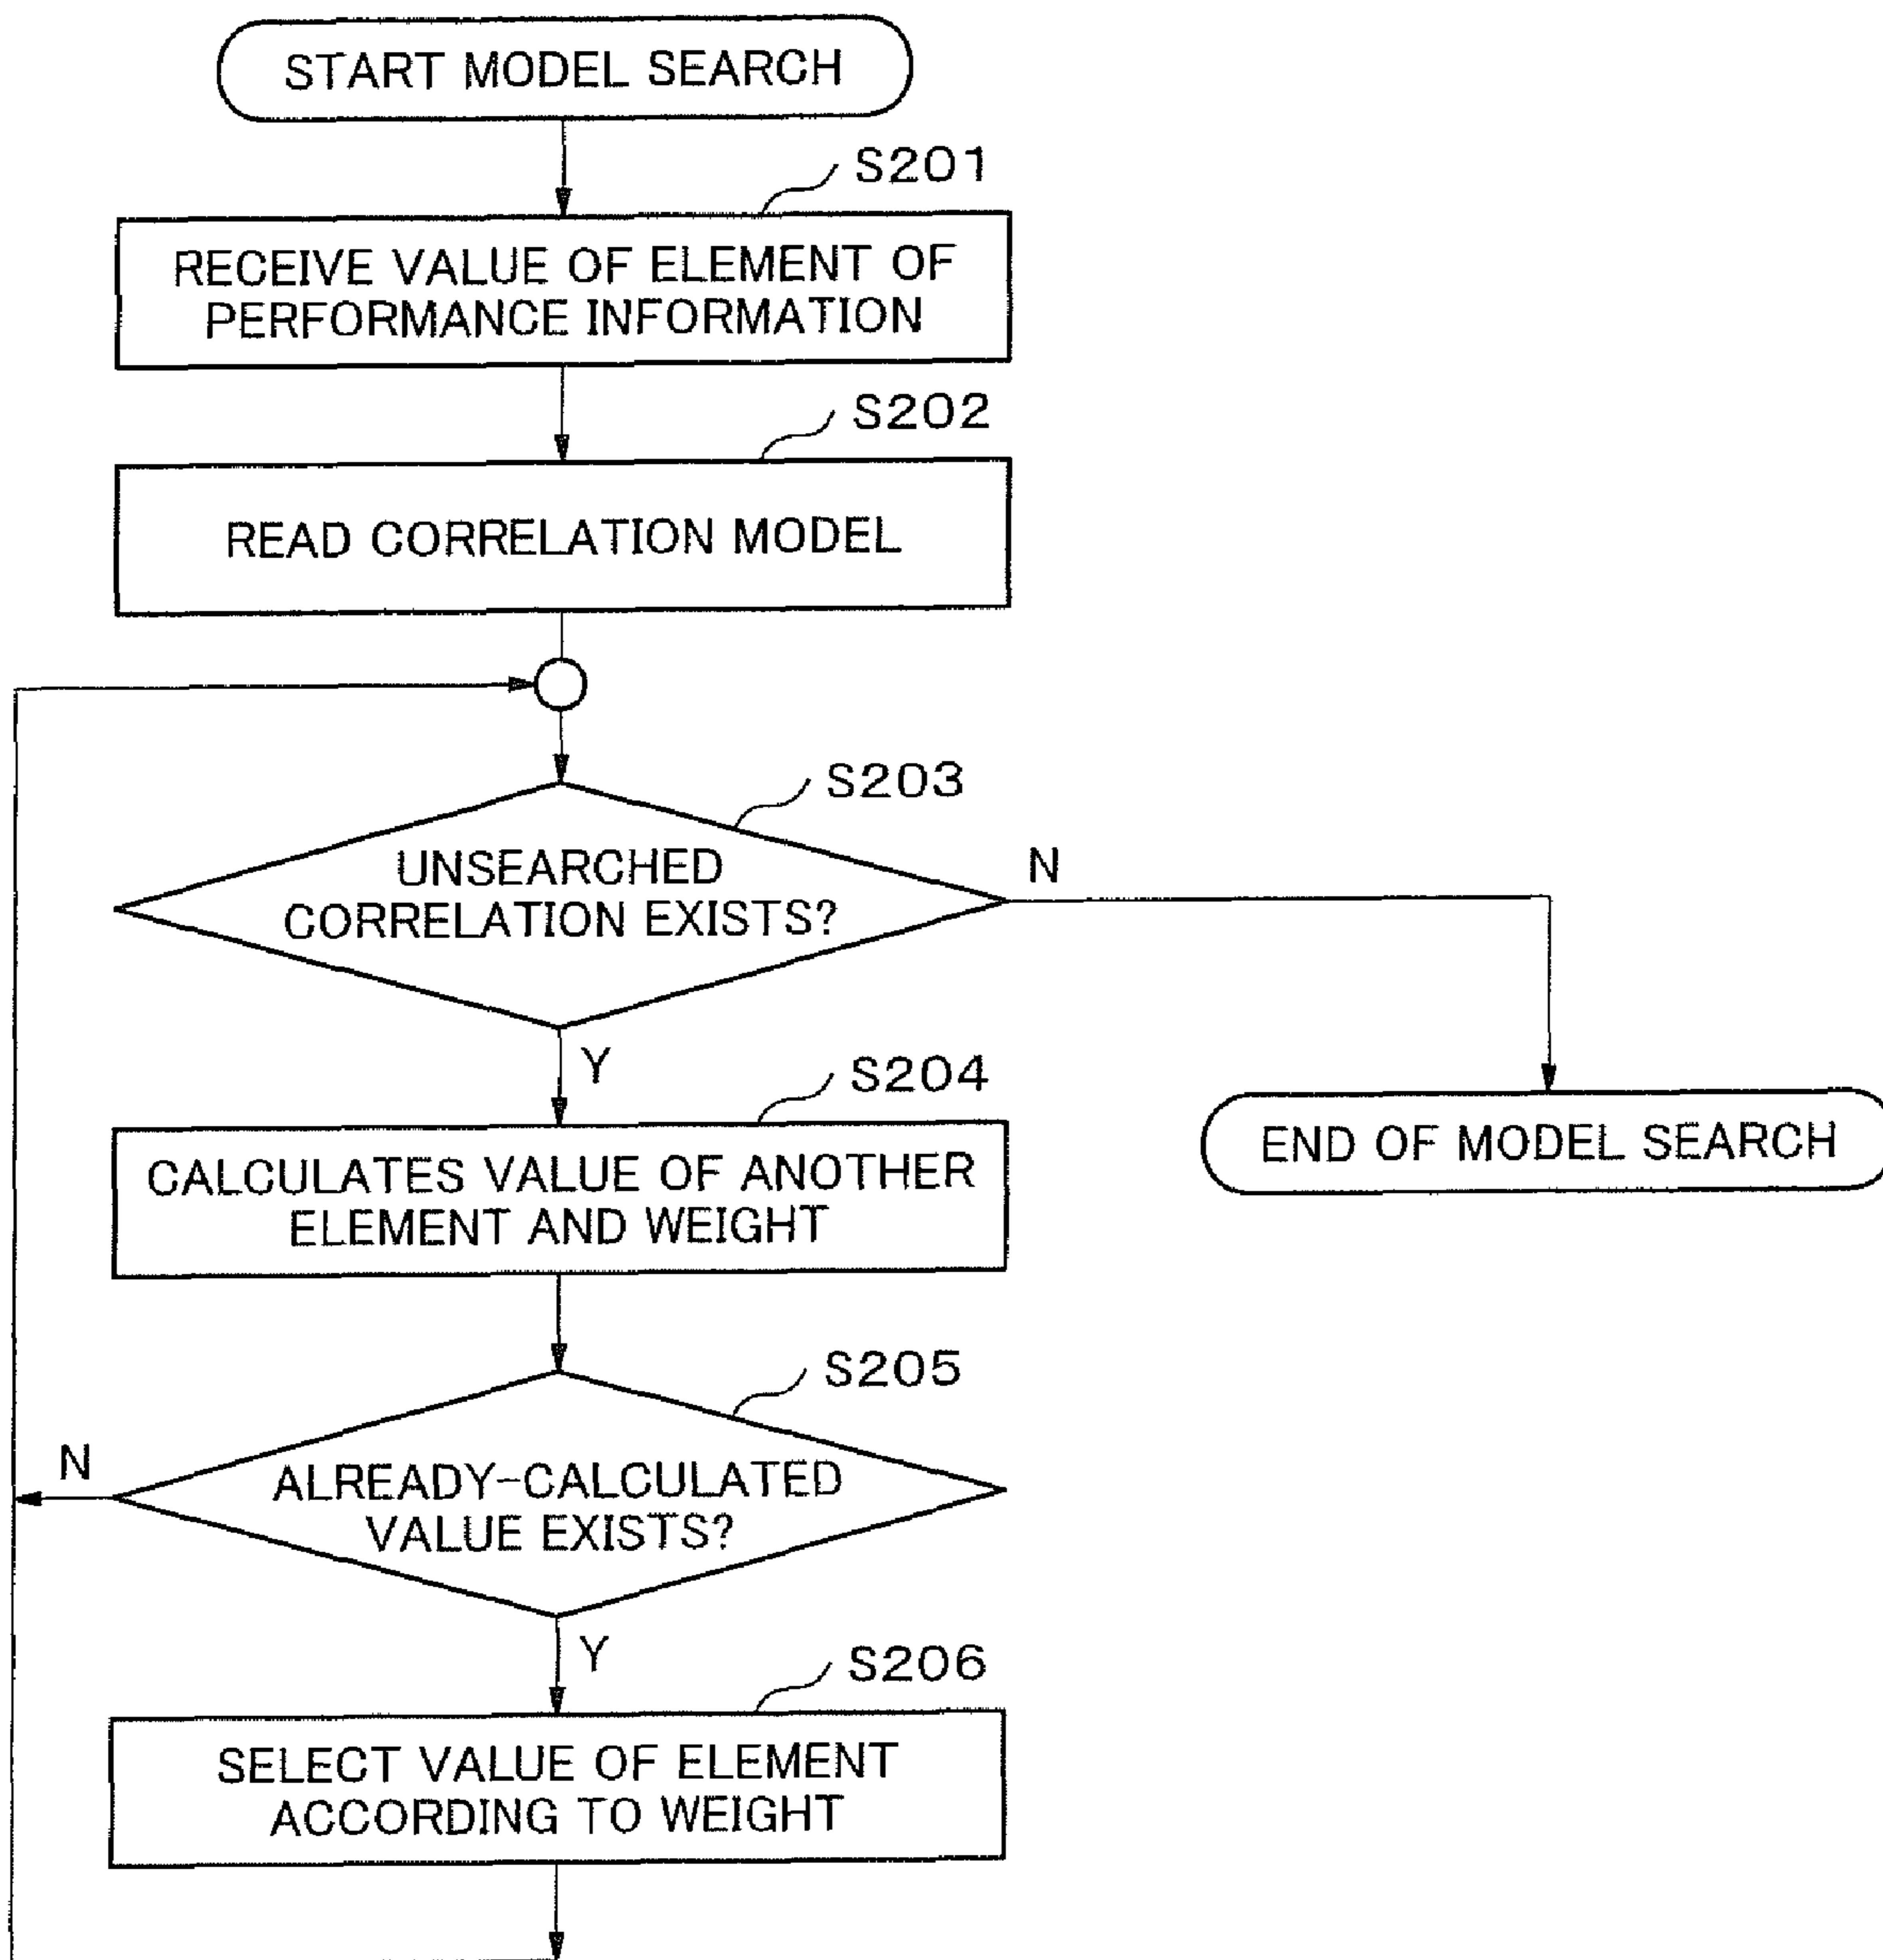 START MODEL SEARCH
S201
RECEIVE VALUE OF ELEMENT OF
PERFORMANCE INFORMATION
S202
READ CORRELATION MODEL
S203
UNSEARCHED
CORRELATION EXISTS?
N
Y
S204
CALCULATES VALUE OF ANOTHER
ELEMENT AND WEIGHT
END OF MODEL SEARCH
S205
N
ALREADY-CALCULATED
VALUE EXISTS?
Y
S206
SELECT VALUE OF ELEMENT
ACCORDING TO WEIGHT